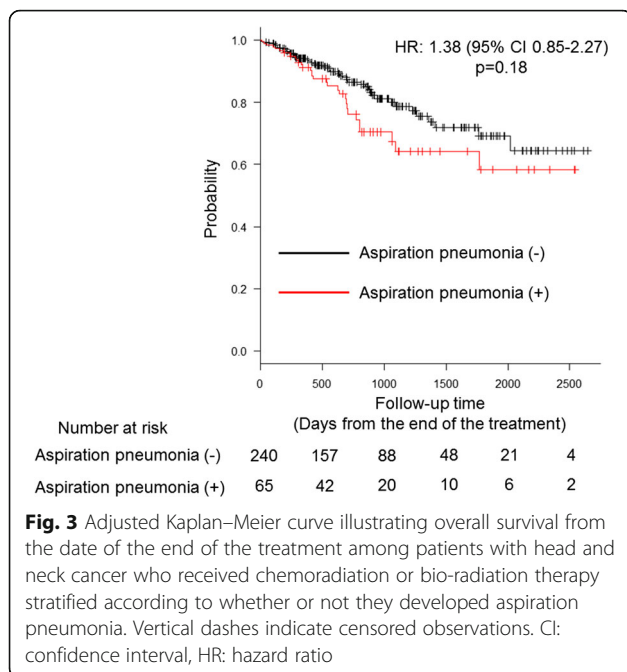 HR: 1.38 (95% CI 0.85-2.27)
p=0.18
1.0
0.8
0.6
0.4
0.2
0.0
Probability
Aspiration pneumonia (-)
Aspiration pneumonia (+)
0 500 1000 1500 2000 2500
Follow-up time
(Days from the end of the treatment)
Number at risk
Aspiration pneumonia (-) 240 157 88 48 21 4
Aspiration pneumonia (+) 65 42 20 10 6 2
Fig. 3 Adjusted Kaplan–Meier curve illustrating overall survival from
the date of the end of the treatment among patients with head and
neck cancer who received chemoradiation or bio-radiation therapy
stratified according to whether or not they developed aspiration
pneumonia. Vertical dashes indicate censored observations. CI:
confidence interval, HR: hazard ratio